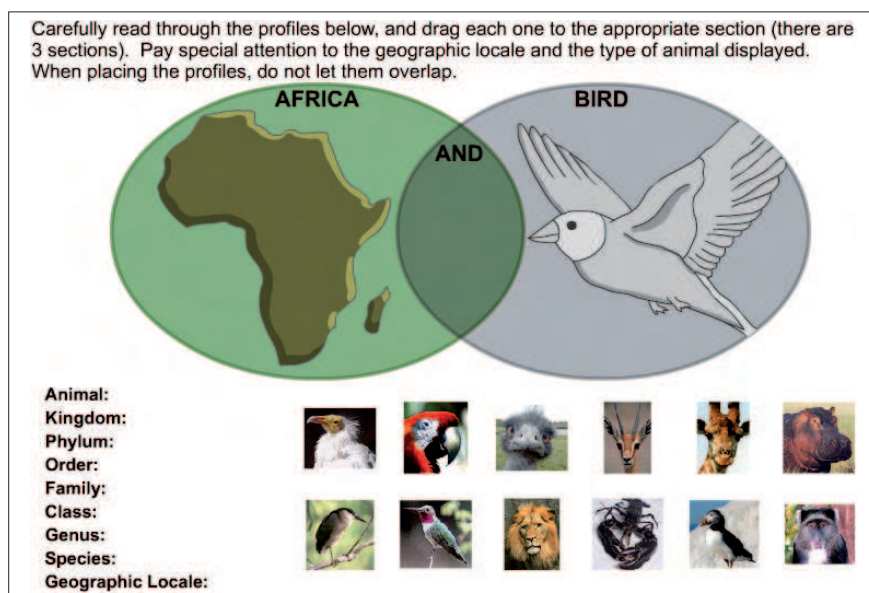 Carefully read through the profiles below, and drag each one to the appropriate section (there are
3 sections).  Pay special attention to the geographic locale and the type of animal displayed.
When placing the profiles, do not let them overlap.
AFRICA
BIRD
AND
Animal:
Kingdom:
Phylum:
Order:
Family:
Class:
Genus:
Species:
Geographic Locale: